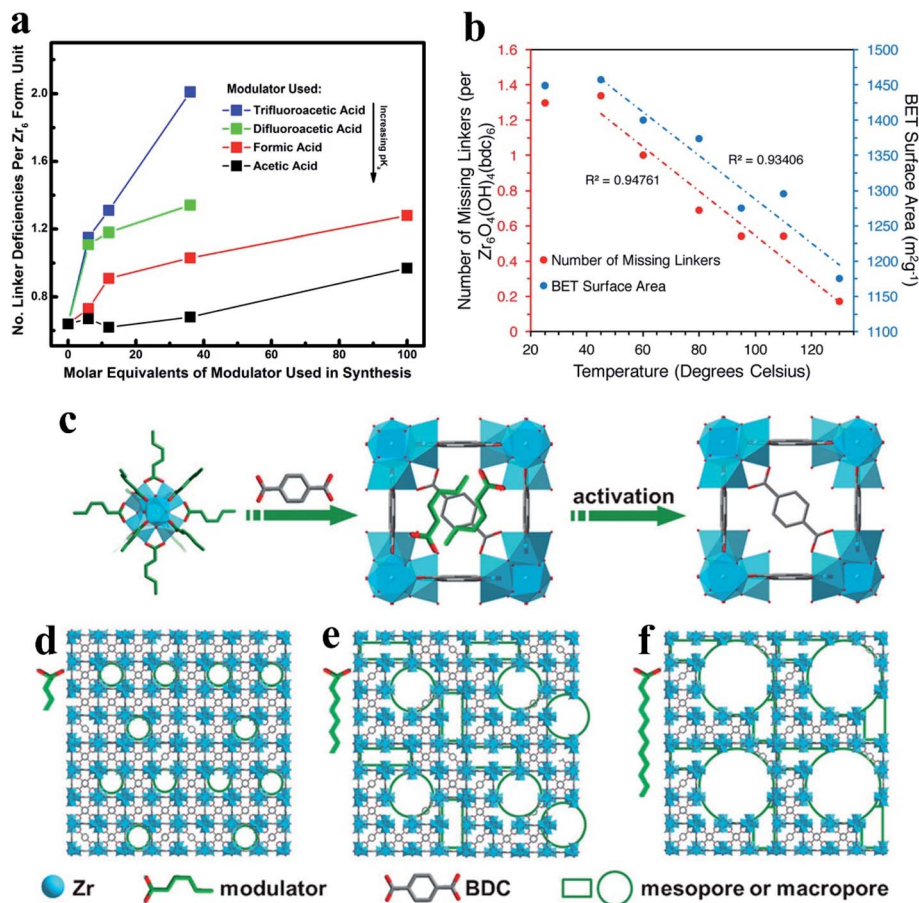 a
No. Linker Deficiencies Per Zr6 Form. Unit
2.0
1.6
1.2
0.8
0
20
40
60
80
100
Molar Equivalents of Modulator Used in Synthesis
Modulator Used:
Trifluoroacetic Acid
Difluoroacetic Acid
Formic Acid
Acetic Acid
Increasing pKa
b
Number of Missing Linkers (per
Zr6O4(OH)4(bdc)6)
1.6
1.4
1.2
1
0.8
0.6
0.4
0.2
0
20
40
60
80
100
120
Temperature (Degrees Celsius)
R² = 0.94761
R² = 0.93406
Number of Missing Linkers
BET Surface Area
1500
1450
1400
1350
1300
1250
1200
1150
1100
BET Surface Area (m²g-¹)
c
activation
d
e
f
Zr
modulator
BDC
mesopore or macropore